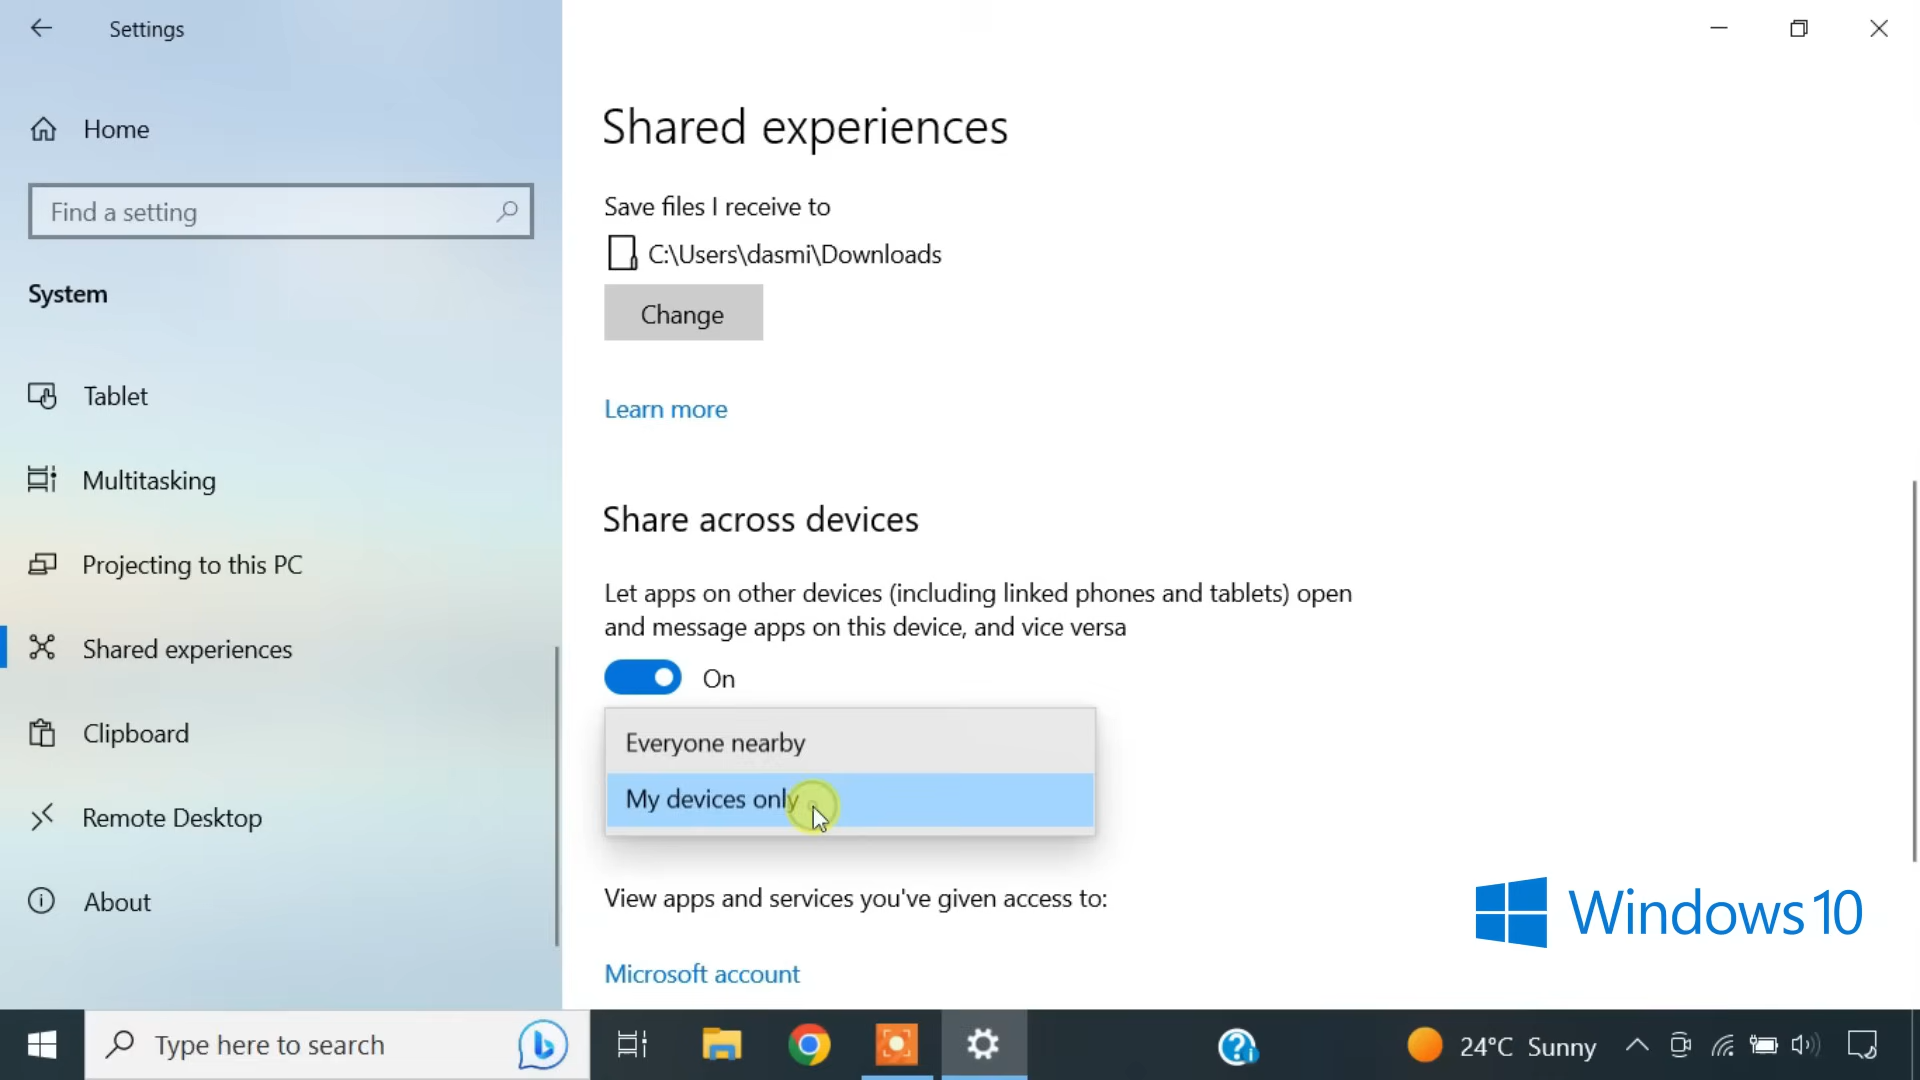 Settings
Home
Find a setting
System
Tablet
Multitasking
Projecting to this PC
Shared experiences
Clipboard
Remote Desktop
About
Shared experiences
Save files I receive to
C:\Users\dasmi\Downloads
Change
Learn more
Share across devices
Let apps on other devices (including linked phones and tablets) open
and message apps on this device, and vice versa
On
Everyone nearby
My devices only
View apps and services you've given access to:
Microsoft account
Windows 10
Type here to search
24°C Sunny